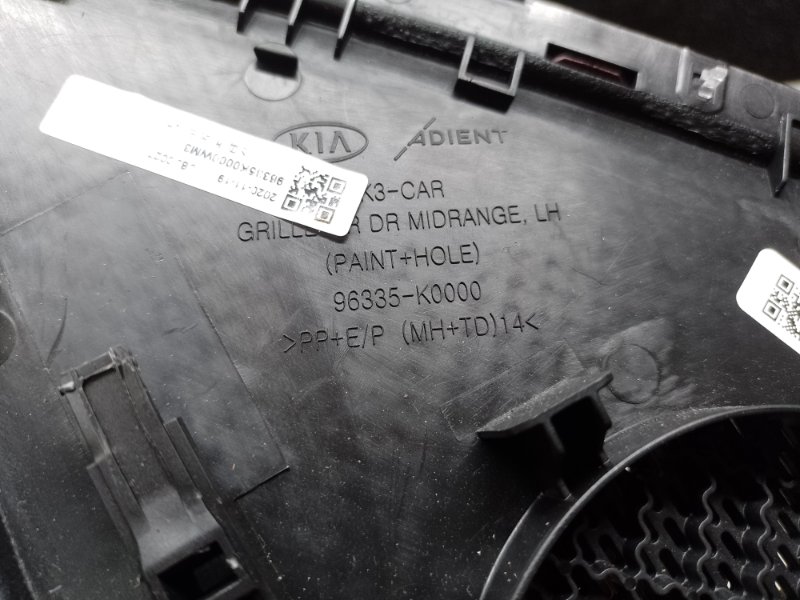 KIA ADIENT
K3-CAR
DR MIDRANGE, LH
(PAINT+HOLE)
96335-K0000
>PP+E/P (MH+TD)14<